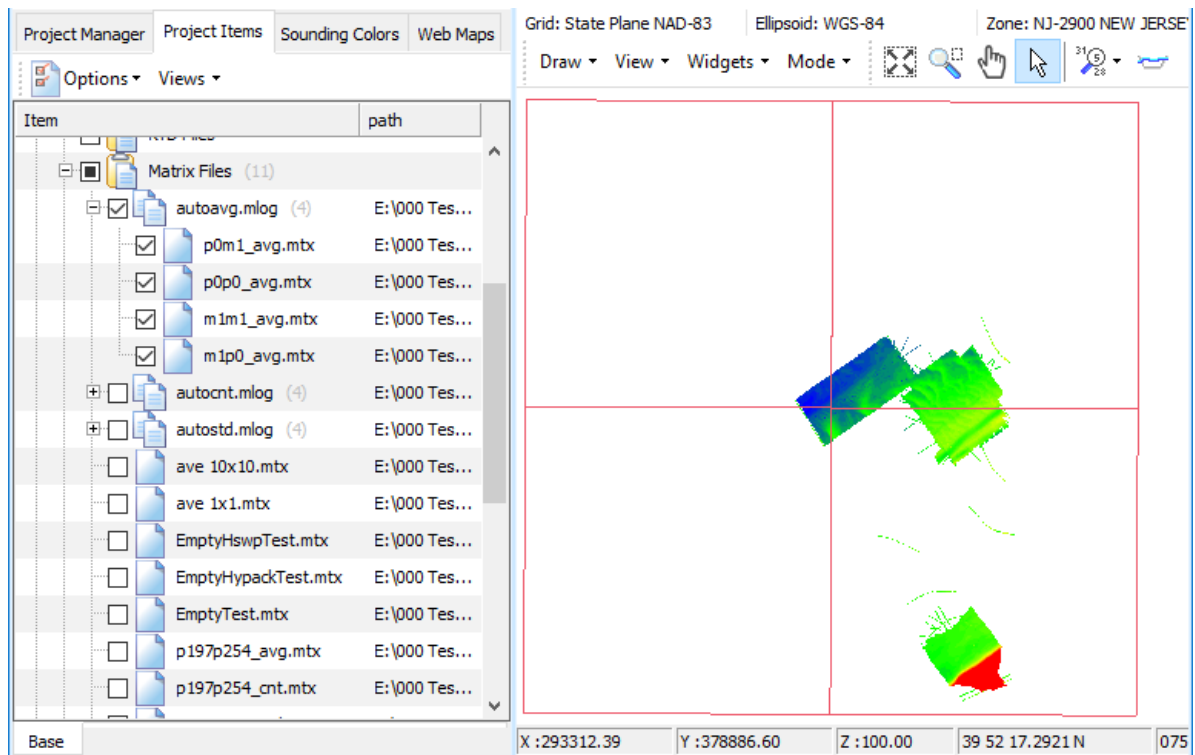 Project Manager Project Items Sounding Colors Web Maps
Options Views
Item path
Matrix Files (11)
autoavg.mlog (4) E:\000 Tes...
p0m1_avg.mtx E:\000 Tes...
p0p0_avg.mtx E:\000 Tes...
m1m1_avg.mtx E:\000 Tes...
m1p0_avg.mtx E:\000 Tes...
autocnt.mlog (4) E:\000 Tes...
autostd.mlog (4) E:\000 Tes...
ave 10x10.mtx E:\000 Tes...
ave 1x1.mtx E:\000 Tes...
EmptyHswpTest.mtx E:\000 Tes...
EmptyHypackTest.mtx E:\000 Tes...
EmptyTest.mtx E:\000 Tes...
p197p254_avg.mtx E:\000 Tes...
p197p254_cnt.mtx E:\000 Tes...
Base
Grid: State Plane NAD-83 Ellipsoid: WGS-84 Zone: NJ-2900 NEW JERSE
Draw View Widgets Mode
31 5 28
X :293312.39 Y :378886.60 Z :100.00 39 52 17.2921 N 075